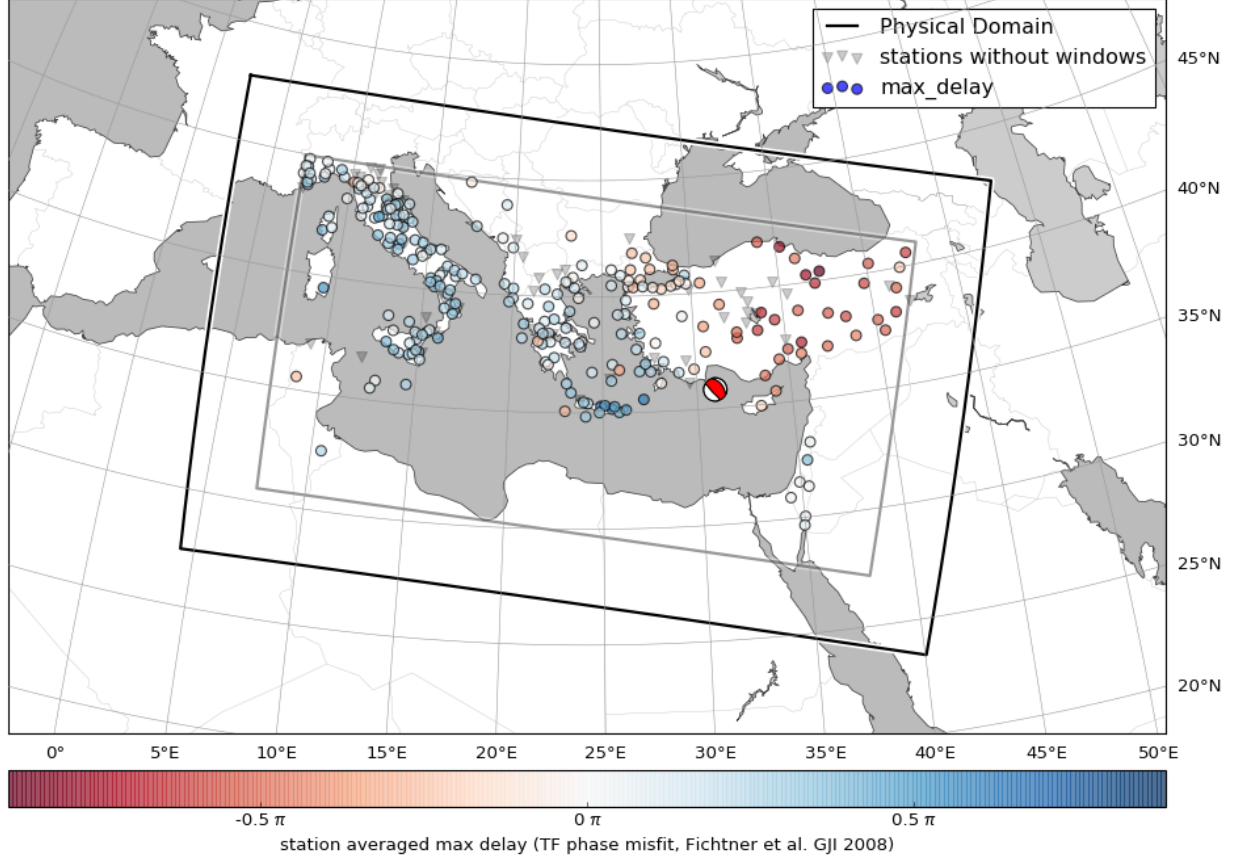 Physical Domain
stations without windows
max_delay
45°N
40°N
35°N
30°N
25°N
20°N
0° 5°E 10°E 15°E 20°E 25°E 30°E 35°E 40°E 45°E 50°E
-0.5 π 0 π 0.5 π
station averaged max delay (TF phase misfit, Fichtner et al. GJI 2008)